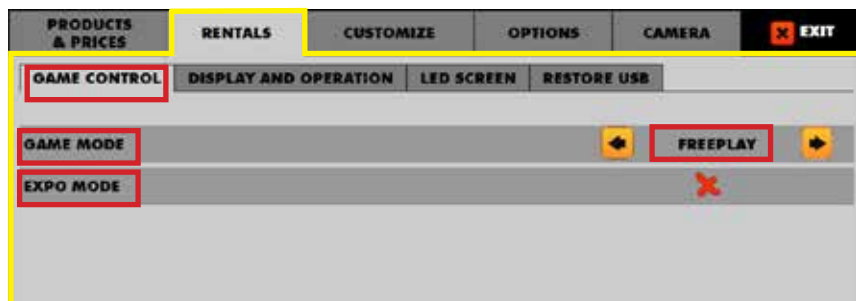 PRODUCTS & PRICES RENTALS CUSTOMIZE OPTIONS CAMERA X EXIT
GAME CONTROL DISPLAY AND OPERATION LED SCREEN RESTORE USB
GAME MODE FREEPLAY
EXPO MODE